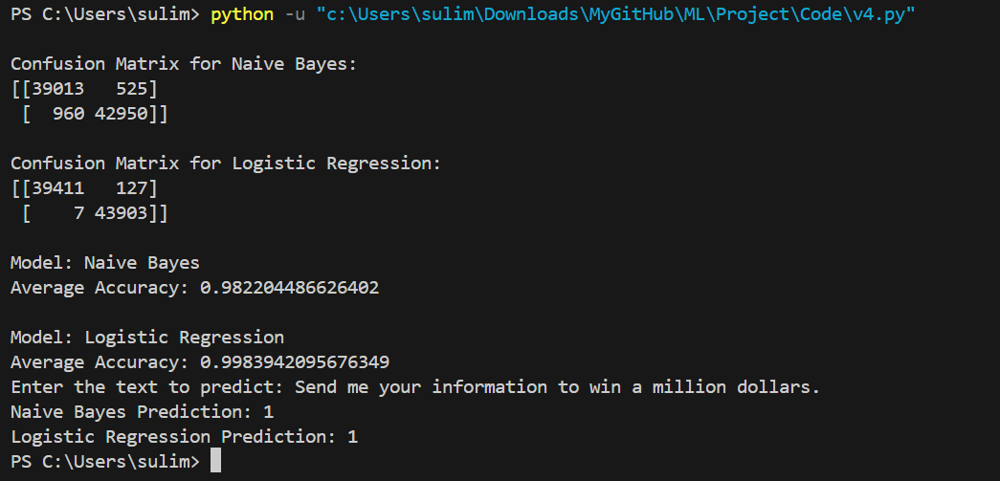 PS C:\Users\sulim> python -u "c:\Users\sulim\Downloads\MyGitHub\ML\Project\Code\v4.py"
Confusion Matrix for Naive Bayes:
[[39013   525]
 [  960 42950]]
Confusion Matrix for Logistic Regression:
[[39411   127]
 [    7 43903]]
Model: Naive Bayes
Average Accuracy: 0.982204486626402
Model: Logistic Regression
Average Accuracy: 0.9983942095676349
Enter the text to predict: Send me your information to win a million dollars.
Naive Bayes Prediction: 1
Logistic Regression Prediction: 1
PS C:\Users\sulim>